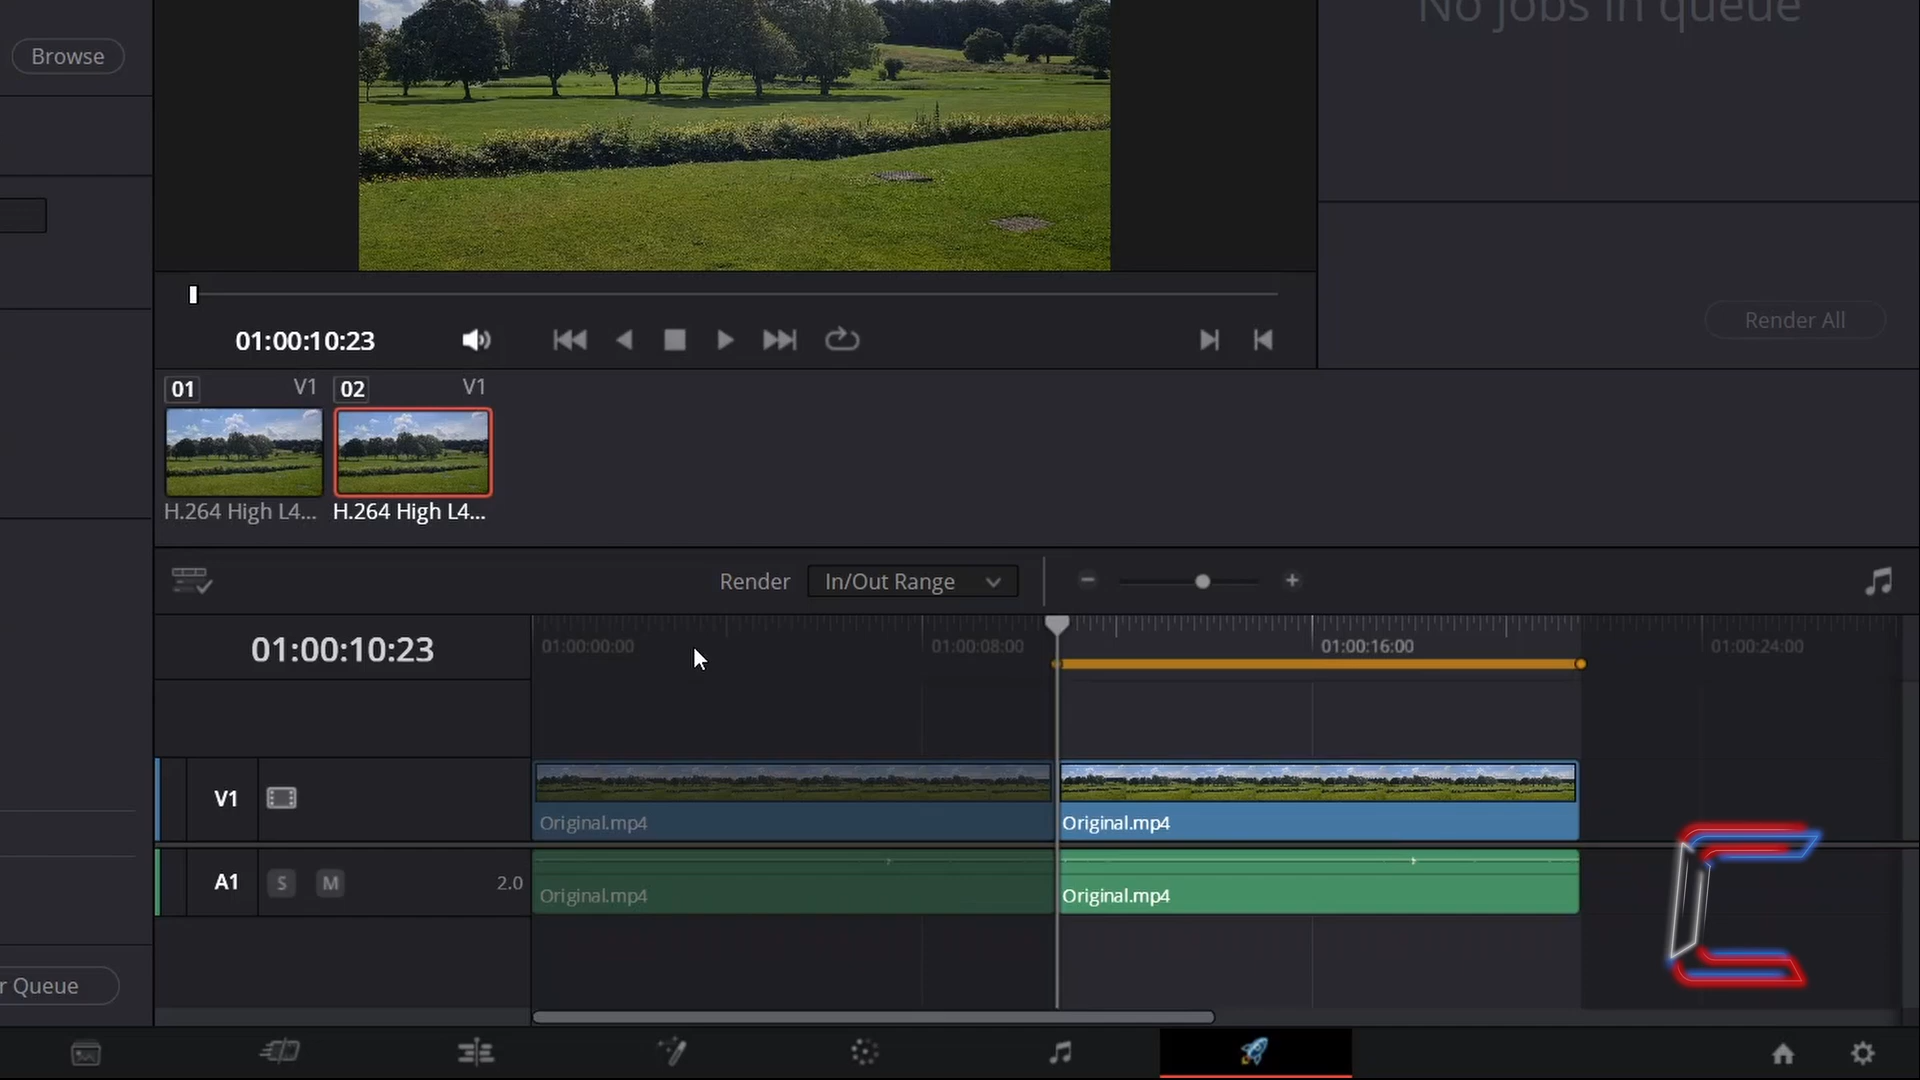 No jobs in queue
Browse
Render All
01:00:10:23
01 V1 02 V1
H.264 High L4... H.264 High L4...
Render In/Out Range
01:00:10:23
01:00:00:00 01:00:08:00 01:00:16:00 01:00:24:00
V1
Original.mp4 Original.mp4
A1 S M 2.0
Original.mp4 Original.mp4
r Queue